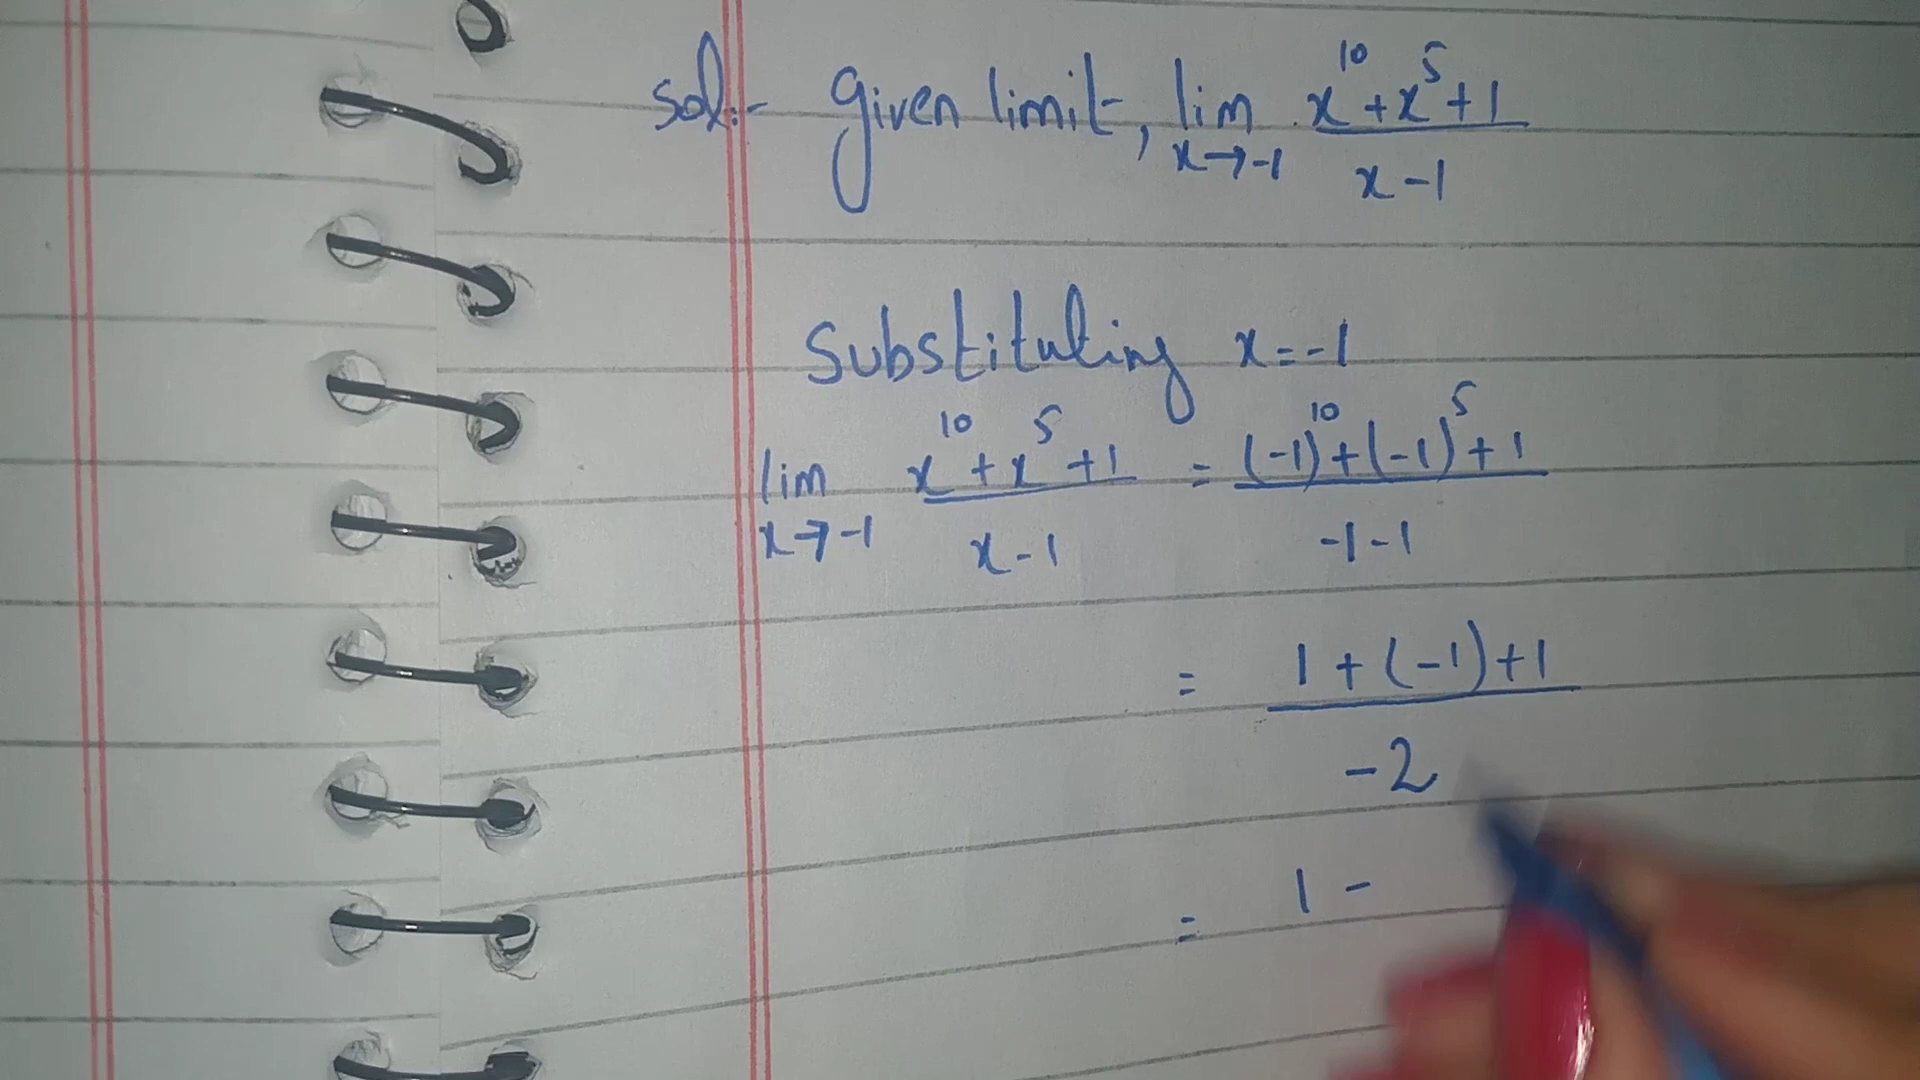 Sol:- Given limit, lim x→-1 (x^10 + x^5 + 1)/(x - 1)
Substituting x = -1
lim x→-1 (x^10 + x^5 + 1)/(x - 1) = ((-1)^10 + (-1)^5 + 1)/(-1 - 1)
= (1 + (-1) + 1)/(-2)
= 1 -